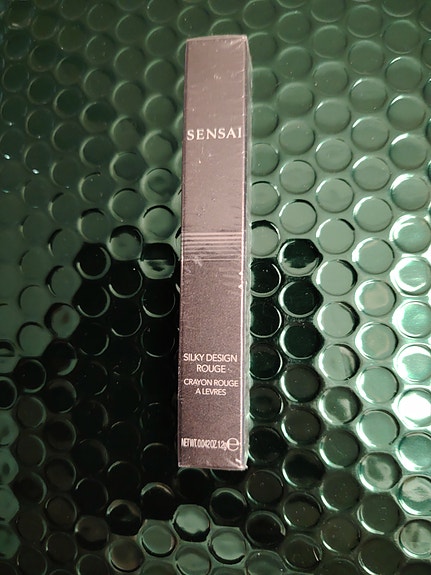 SENSAI
SILKY DESIGN
ROUGE
CRAYON ROUGE
A LEVRES
NET WT. 0.042 OZ. 1.2g ℮